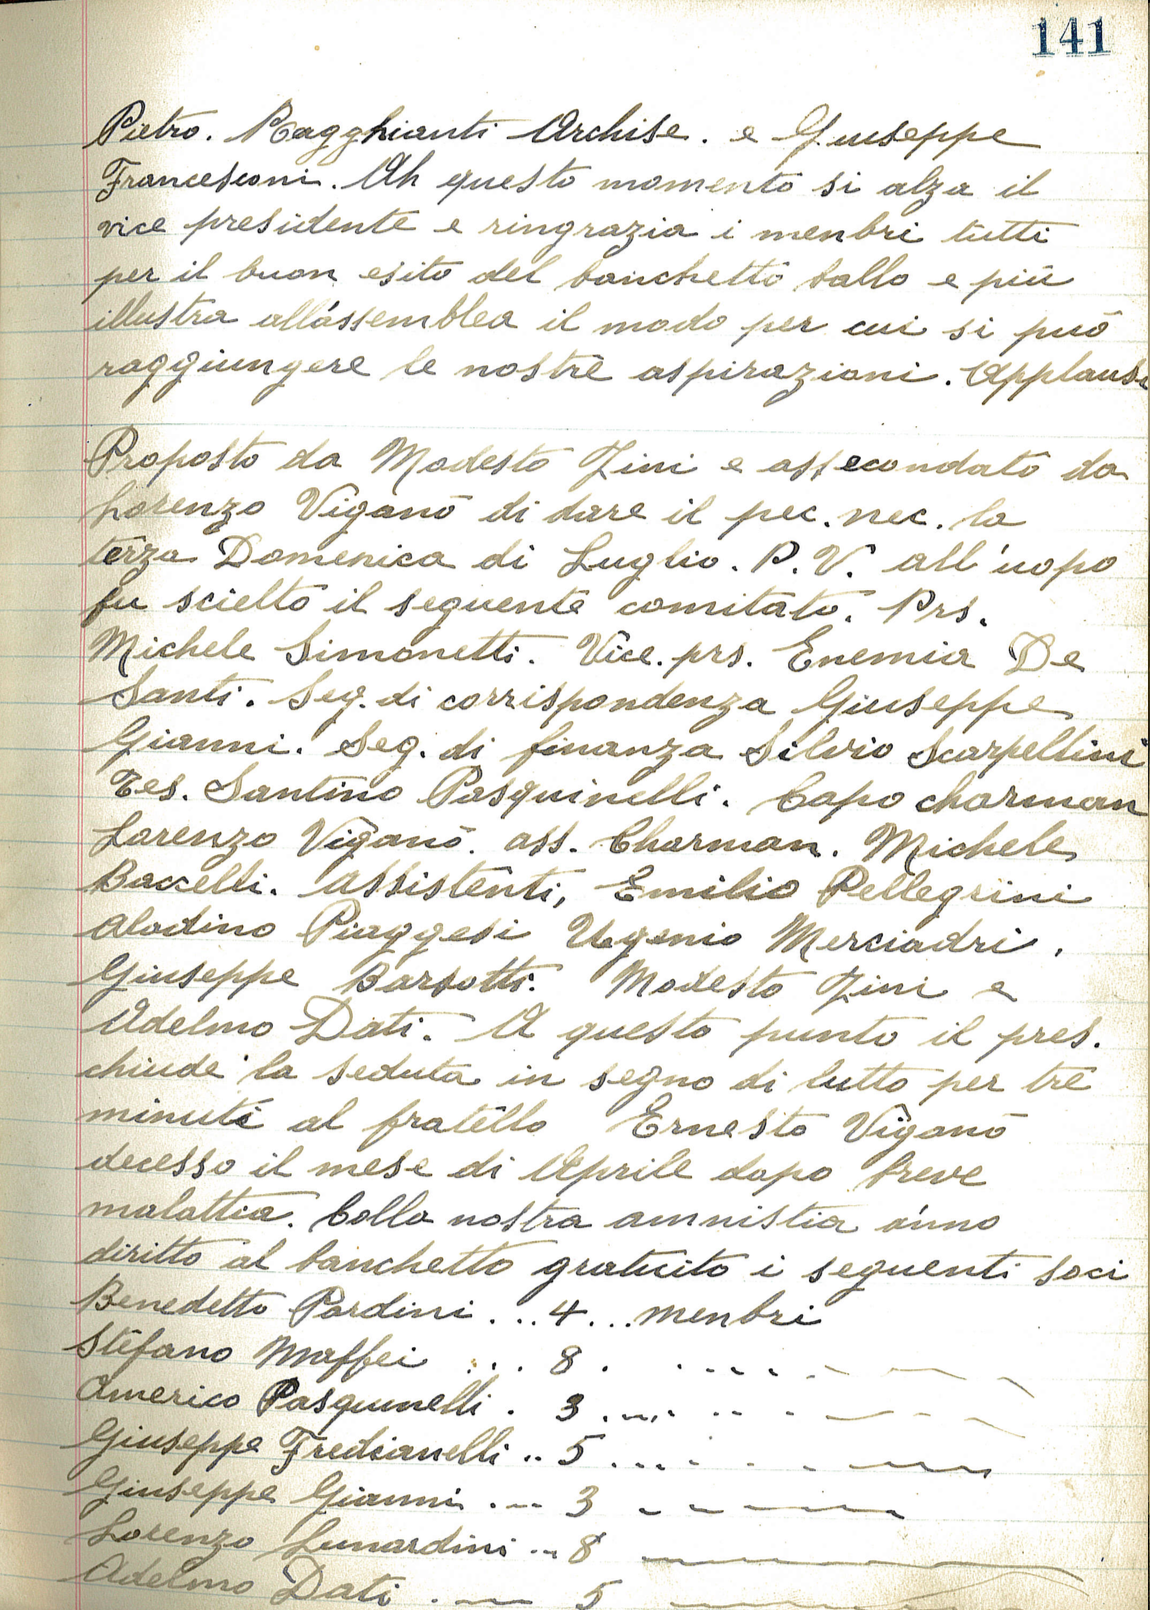 141
Pietro. Ragghianti Archise. e Giuseppe
Francesconi. Ah questo momento si alza il
vice presidente e ringrazia i menbri tutti
per il buon esito del banchetto ballo e più
illustra all'assemblea il modo per cui si può
raggiungere le nostre aspirazioni. Applausi
Proposto da Modesto Zini e assecondato da
Lorenzo Viganò di dare il pec. nec. la
terza Domenica di Luglio. P. V. all'uopo
fu scielto il seguente comitato. Prs.
Michele Simonetti. Vice. prs. Enemia De
Santi. Seg. di corrispondenza Giuseppe
Gianni. Seg. di finanza Silvio Scarpellini
Tes. Santino Pasquinelli. Capo charman
Lorenzo Viganò. ass. Charman. Michele
Baccelli. Assistenti, Emilio Pellegrini
Aladino Piaggesi Ugenio Merciadri.
Giuseppe Barsotti. Modesto Zini e
Adelmo Dati. A questo punto il pres.
chiude la seduta in segno di lutto per tre
minuti al fratello Ernesto Viganò
decesso il mese di Aprile dapo breve
malattia. Colla nostra amnistia anno
diritto al banchetto gratuito i seguenti soci
Benedetto Pardini . . . 4 . . . menbri
Stefano Maffei . . . 8 .
Americo Pasquinelli . 3 . . . .
Giuseppe Fredianelli . . 5 . . . .
Giuseppe Gianni . . . 3
Lorenzo Lunardini . . . 8
Adelmo Dati . . . 5